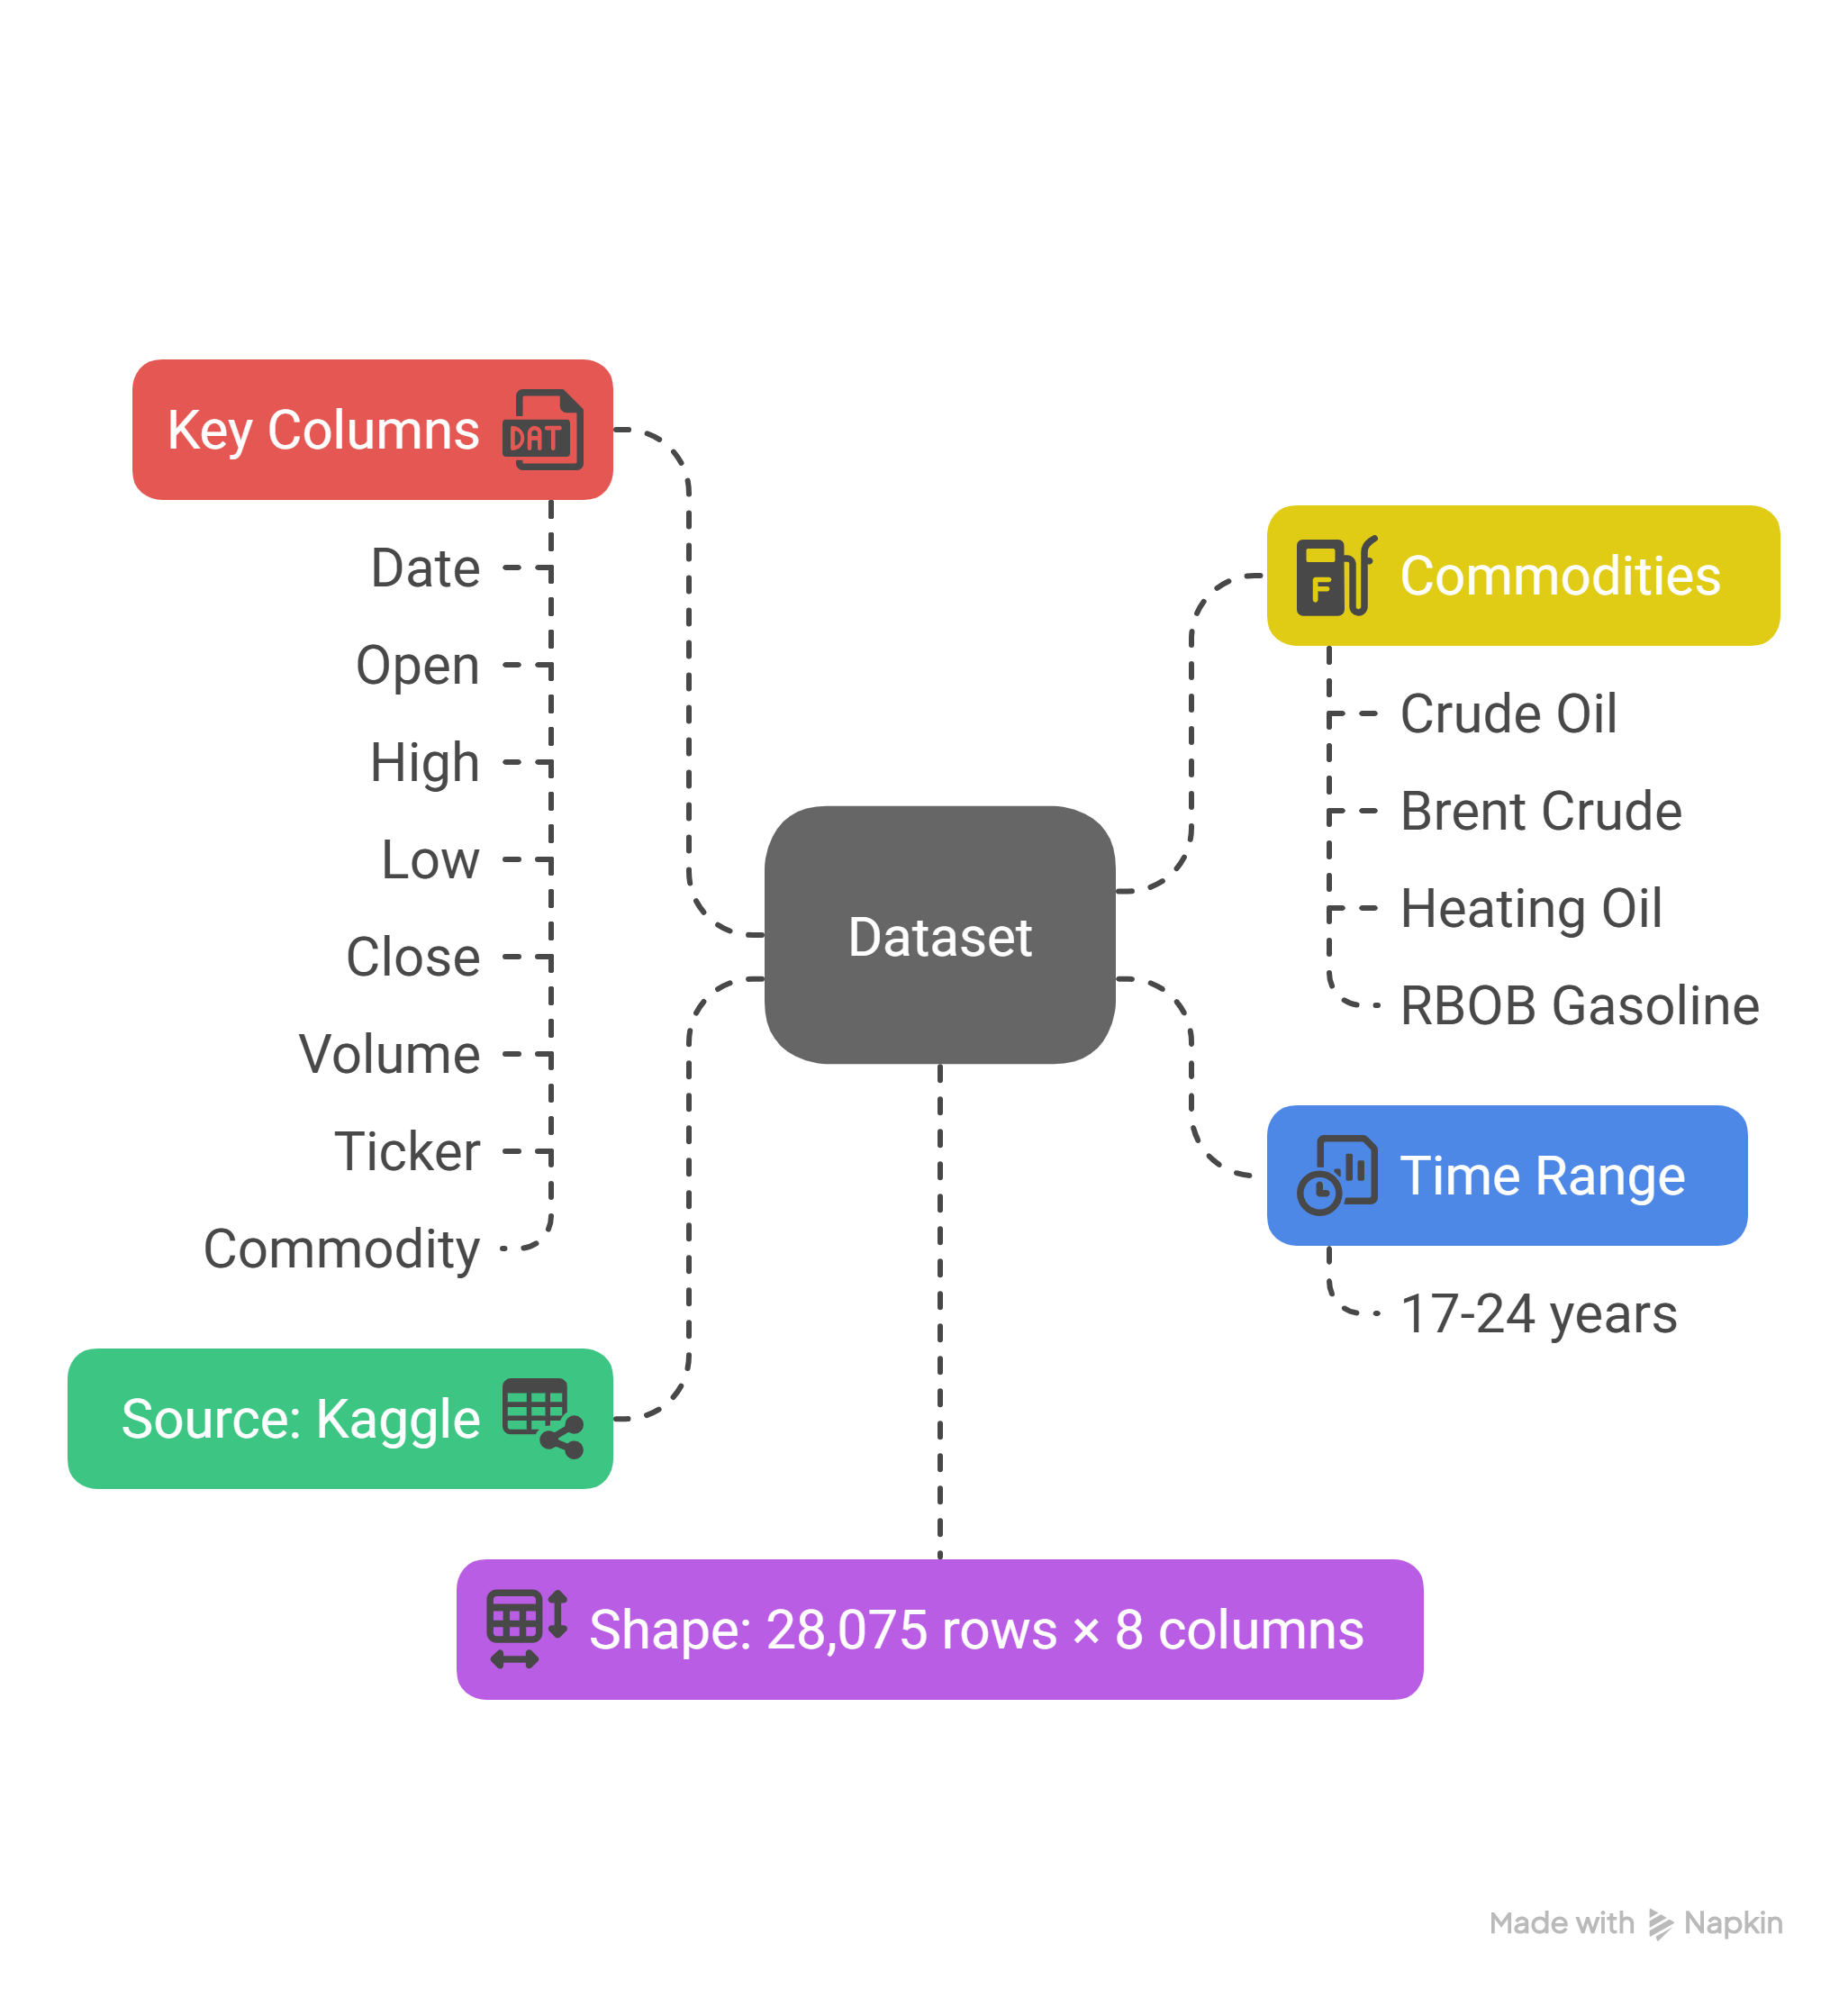 Key Columns
DAT
Date
Open
High
Low
Close
Volume
Ticker
Commodity
Source: Kaggle
Dataset
F
Commodities
Crude Oil
Brent Crude
Heating Oil
RBOB Gasoline
Time Range
17-24 years
Shape: 28,075 rows × 8 columns
Made with Napkin